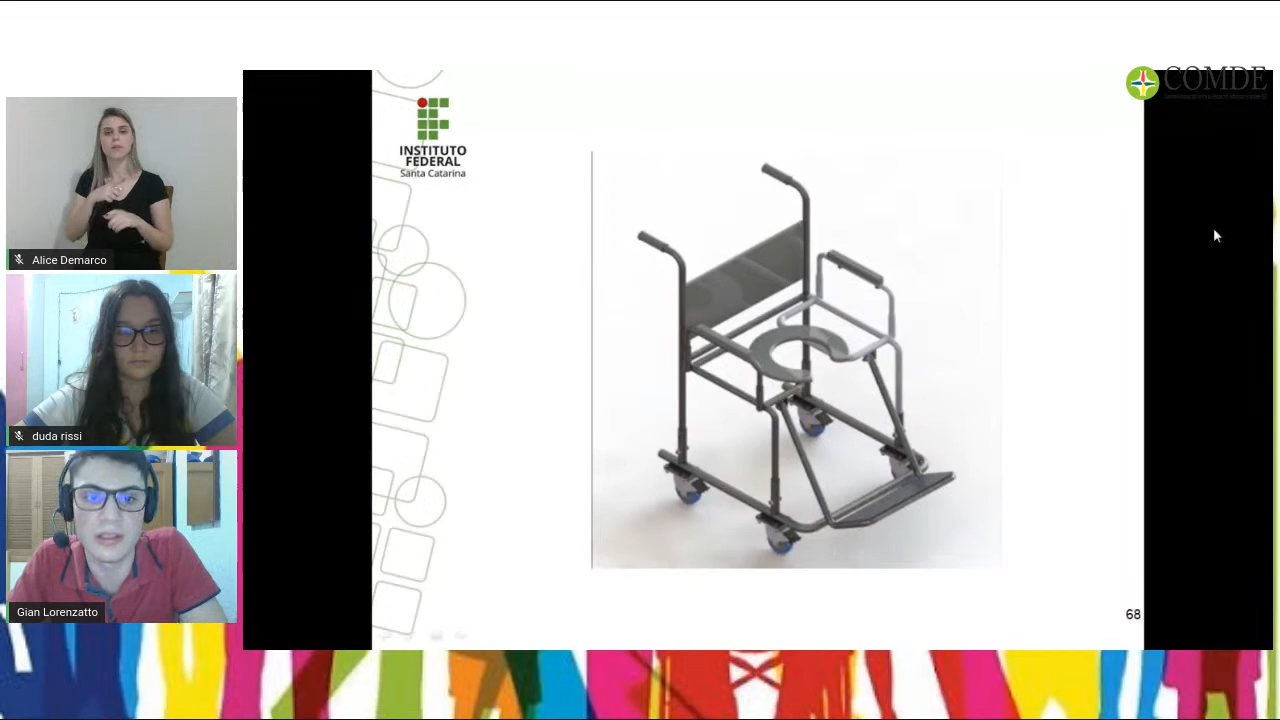 COMDE
INSTITUTO
FEDERAL
Santa Catarina
Alice Demarco
duda rissi
Gian Lorenzatto
68